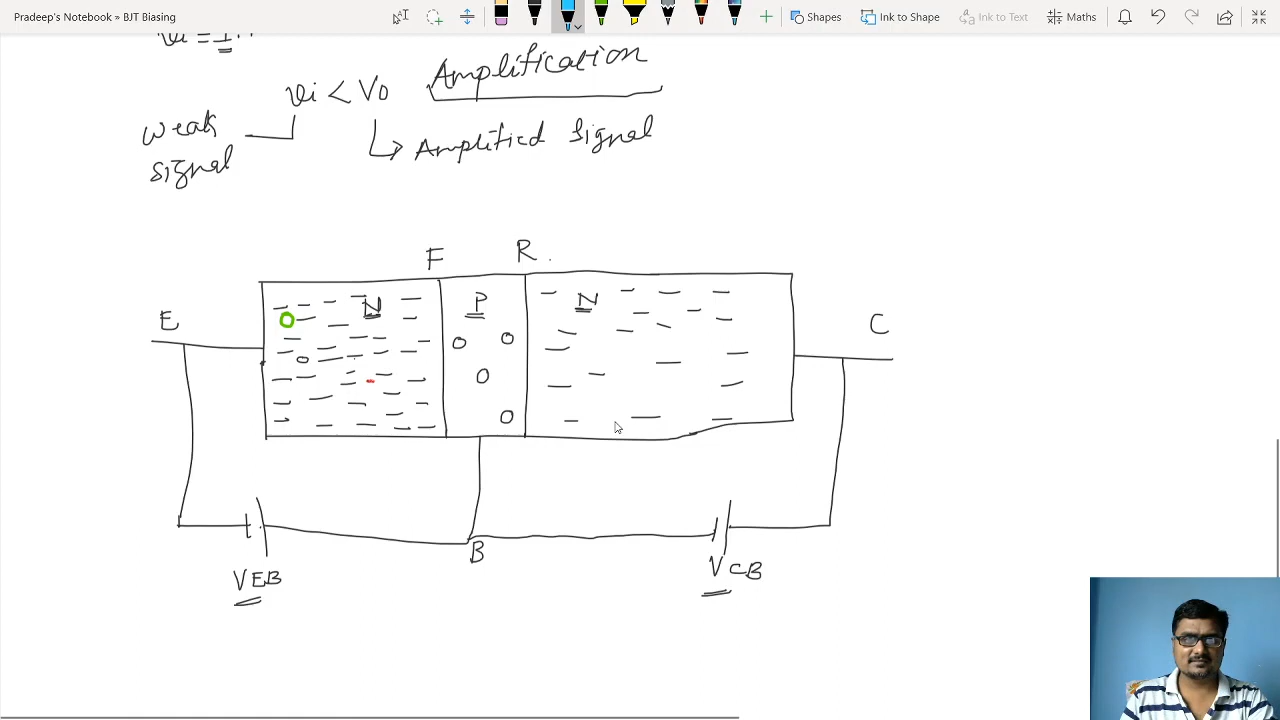 Pradeep's Notebook » BJT Biasing
Shapes
Ink to Shape
Ink to Text
Maths
Vi < Vo
Amplification
weak
signal
Amplified signal
F
R
N
P
N
E
C
B
VEB
VCB